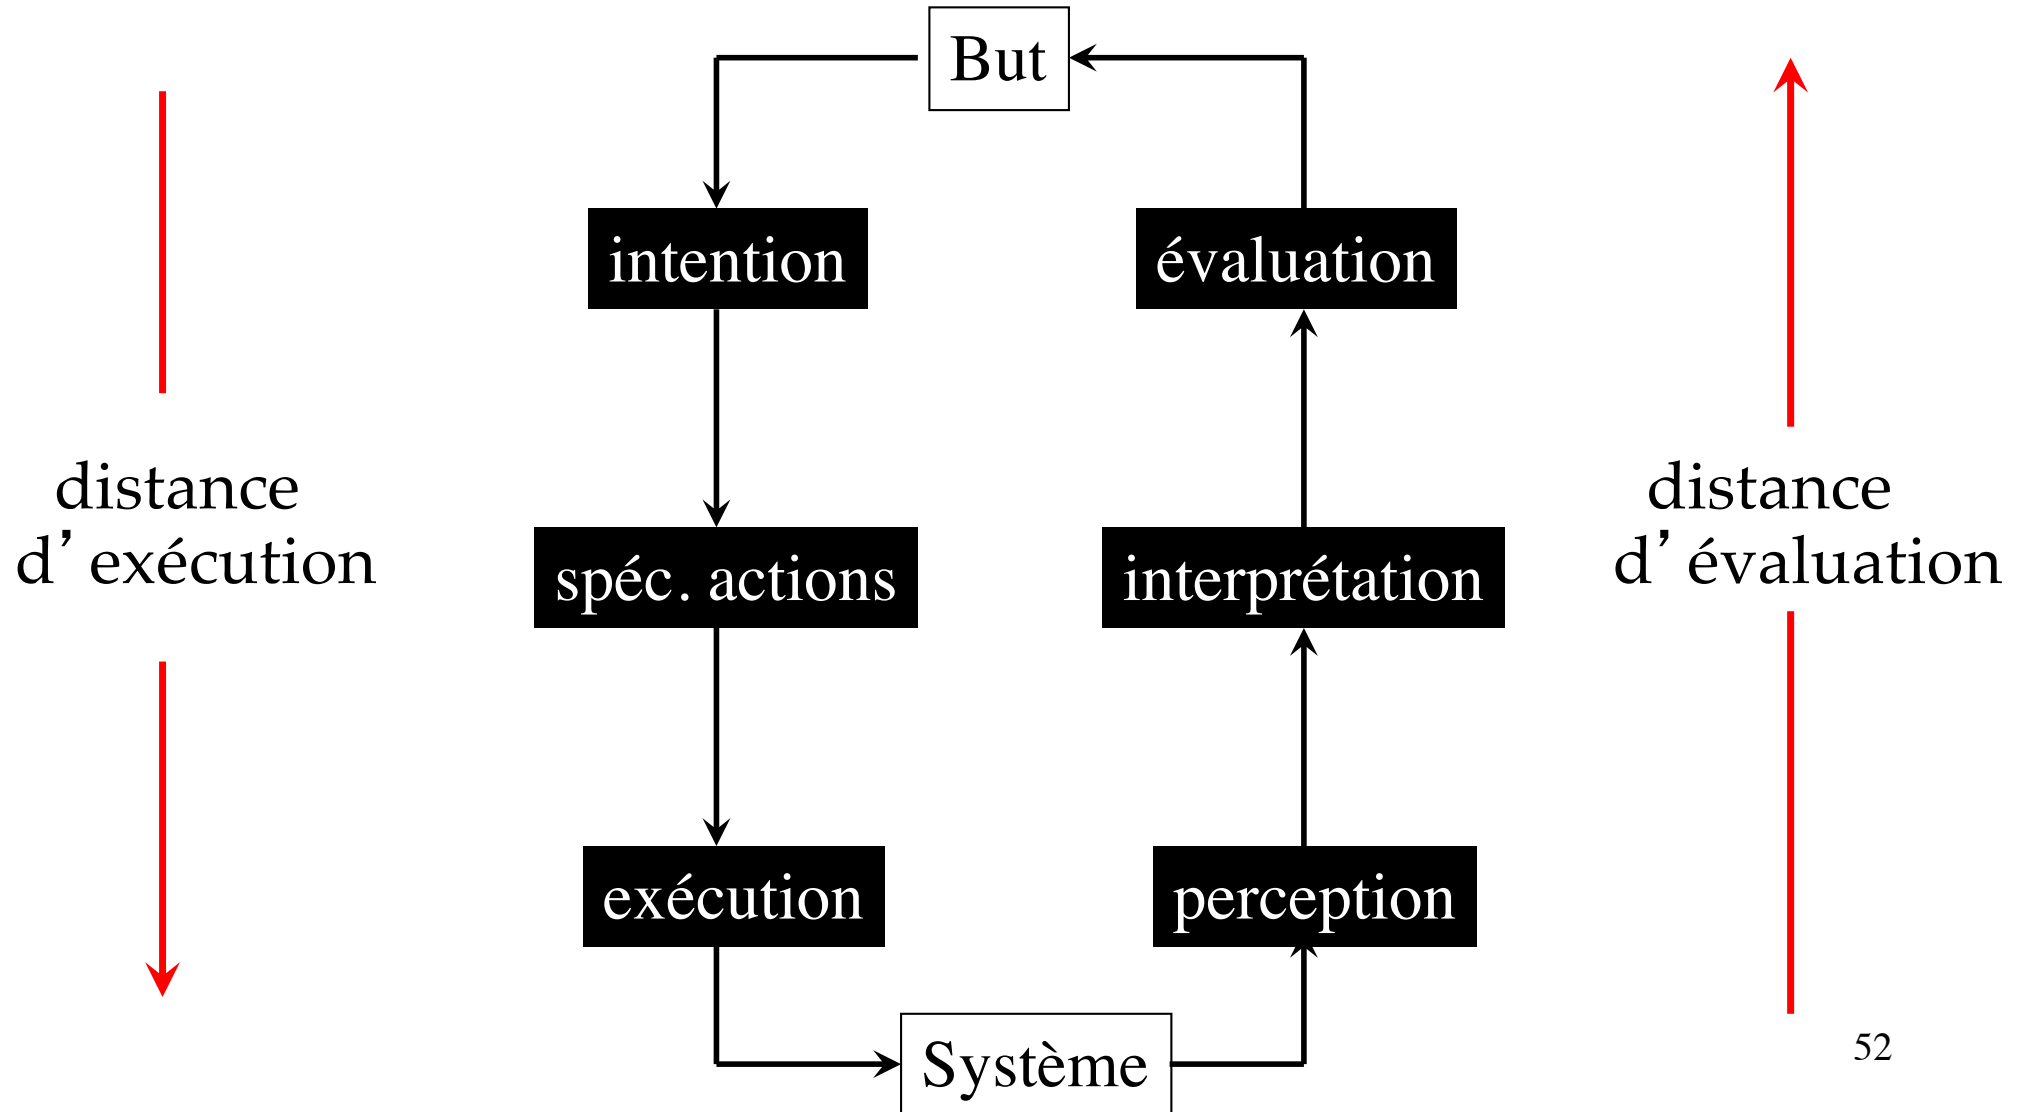 But
intention
évaluation
distance
d’ exécution
spéc. actions
interprétation
distance
d’ évaluation
exécution
perception
Système
52